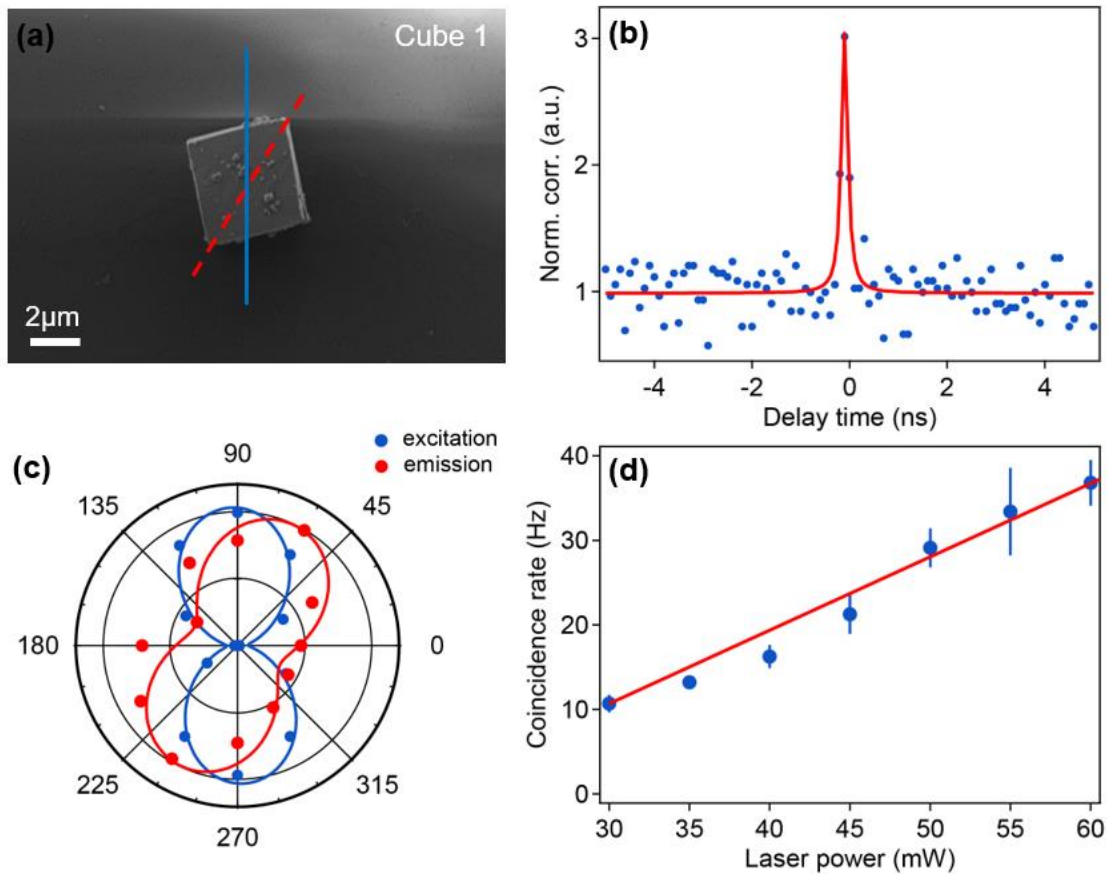 (a)
Cube 1
2μm
(b)
3
2
1
Norm. corr. (a.u.)
-4
-2
0
2
4
Delay time (ns)
(c)
excitation
emission
90
45
0
315
270
225
180
135
(d)
40
30
20
10
0
Coincidence rate (Hz)
30
35
40
45
50
55
60
Laser power (mW)